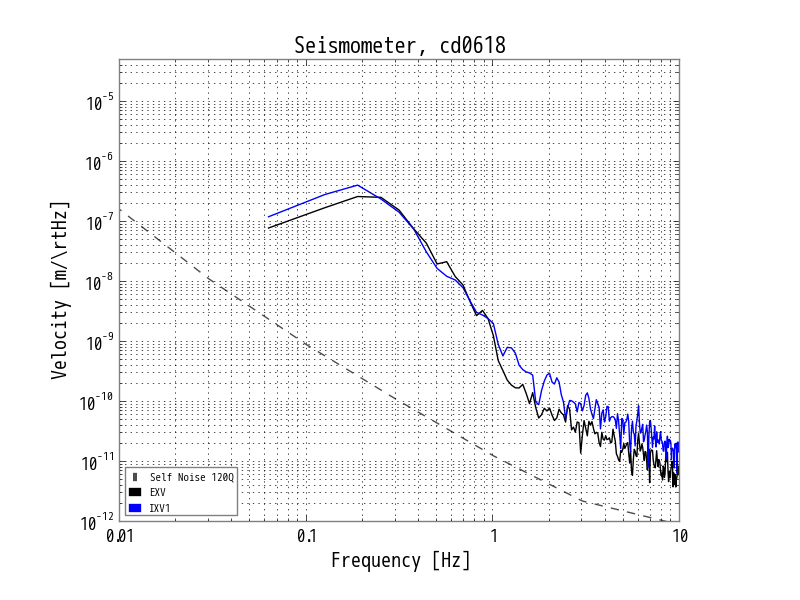 Seismometer, cd0618
Velocity [m/\rtHz]
10-5
10-6
10-7
10-8
10-9
10-10
10-11
10-12
Self Noise 120Q
EXV
IXV1
0.01 0.1 1 10
Frequency [Hz]